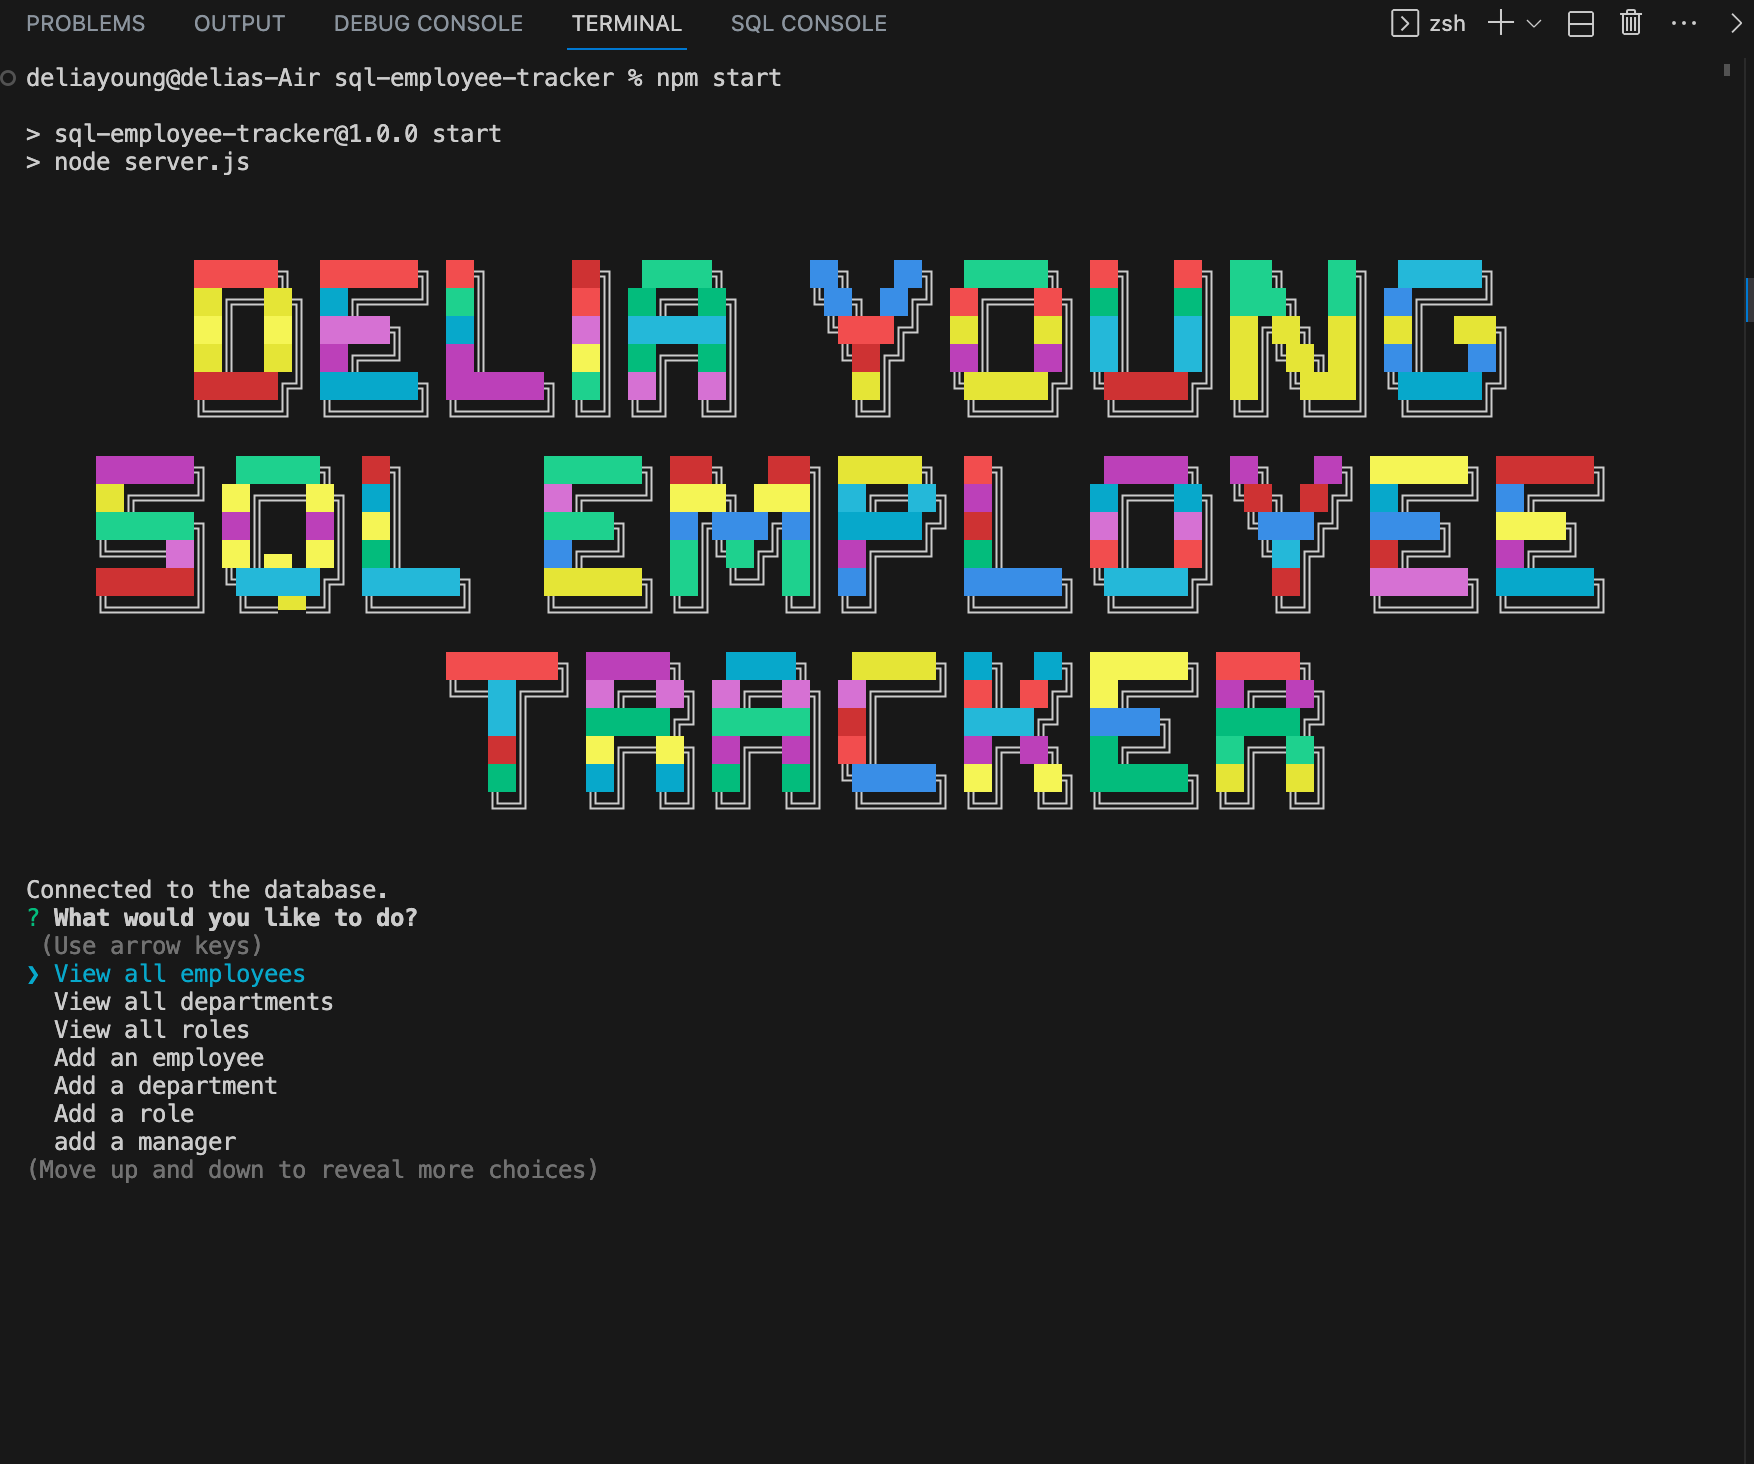 PROBLEMS OUTPUT DEBUG CONSOLE TERMINAL SQL CONSOLE zsh
deliayoung@delias-Air sql-employee-tracker % npm start
> sql-employee-tracker@1.0.0 start
> node server.js
DELIA YOUNG
SQL EMPLOYEE
TRACKER
Connected to the database.
? What would you like to do?
(Use arrow keys)
❯ View all employees
View all departments
View all roles
Add an employee
Add a department
Add a role
add a manager
(Move up and down to reveal more choices)